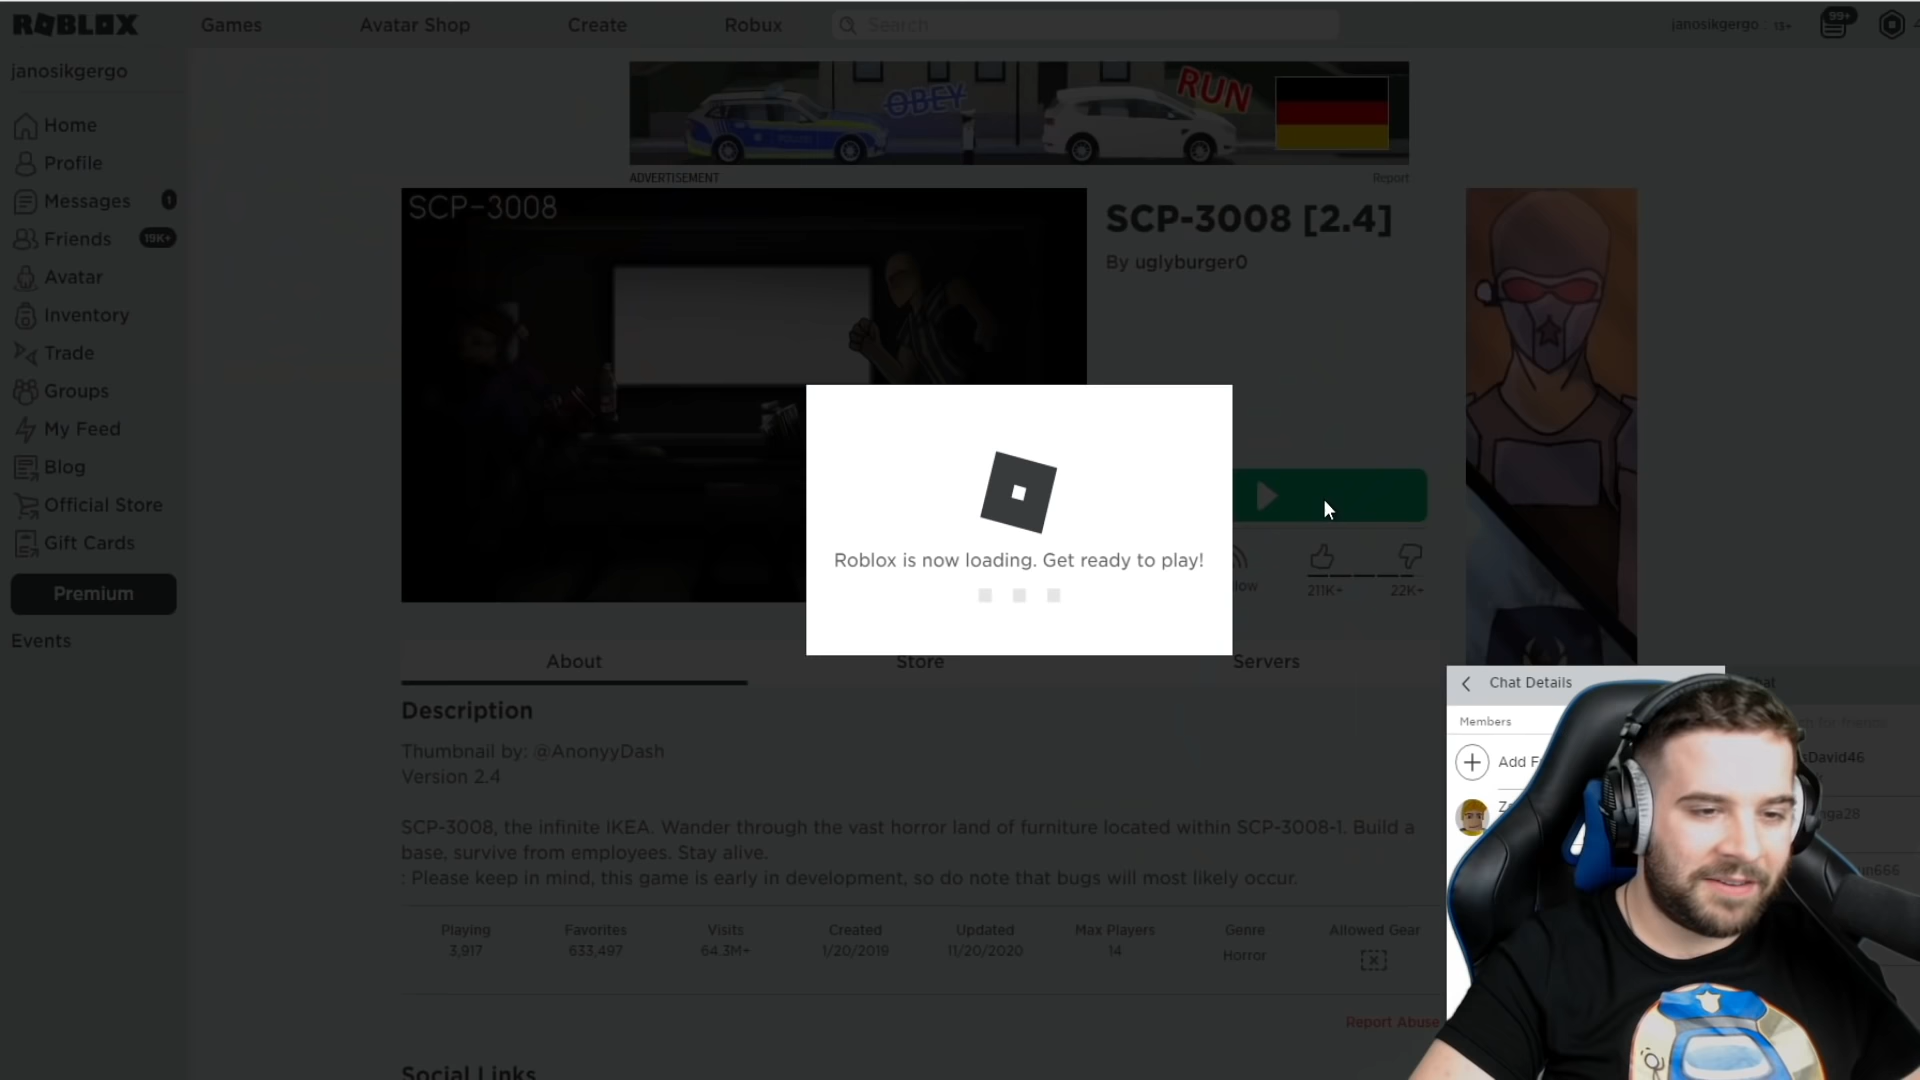 ROBLOX
Games
Avatar Shop
Create
Robux
Search
janosikgergo
13+
99+
janosikgergo
Home
Profile
Messages
1
Friends
19K+
Avatar
Inventory
Trade
Groups
My Feed
Blog
Official Store
Gift Cards
Premium
Events
OBEY
RUN
ADVERTISEMENT
Report
SCP-3008
SCP-3008 [2.4]
By uglyburger0
Roblox is now loading. Get ready to play!
211K+
22K+
About
Store
Servers
Description
Thumbnail by: @AnonyyDash
Version 2.4
SCP-3008, the infinite IKEA. Wander through the vast horror land of furniture located within SCP-3008-1. Build a
base, survive from employees. Stay alive.
: Please keep in mind, this game is early in development, so do note that bugs will most likely occur.
Playing
3,917
Favorites
633,497
Visits
64.3M+
Created
1/20/2019
Updated
11/20/2020
Max Players
14
Genre
Horror
Allowed Gear
Report Abuse
Social Links
Chat Details
Members
Add F